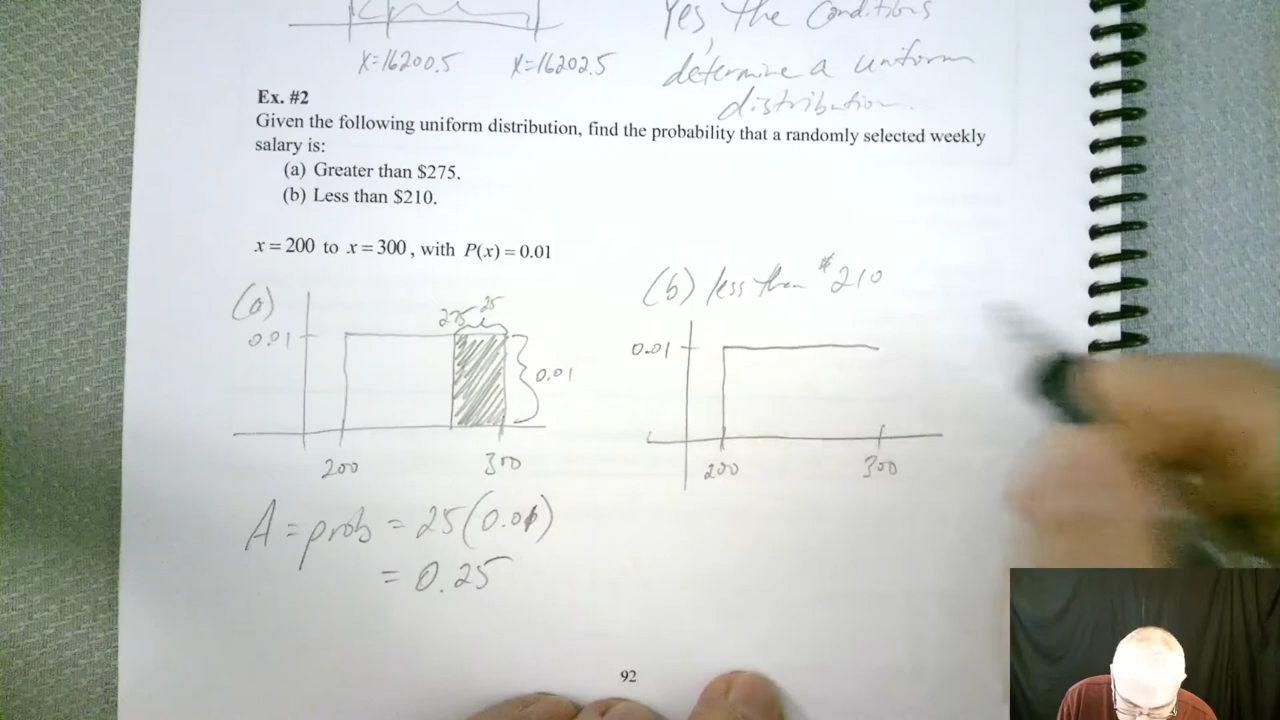 x=16200.5 x=16202.5
Yes, the conditions
determine a uniform
distribution.
Ex. #2
Given the following uniform distribution, find the probability that a randomly selected weekly
salary is:
(a) Greater than $275.
(b) Less than $210.
x = 200 to x = 300, with P(x) = 0.01
(a)
275 25
0.01
0.01
200 300
A = prob = 25(0.01)
= 0.25
(b) less than $210
0.01
200 300
92